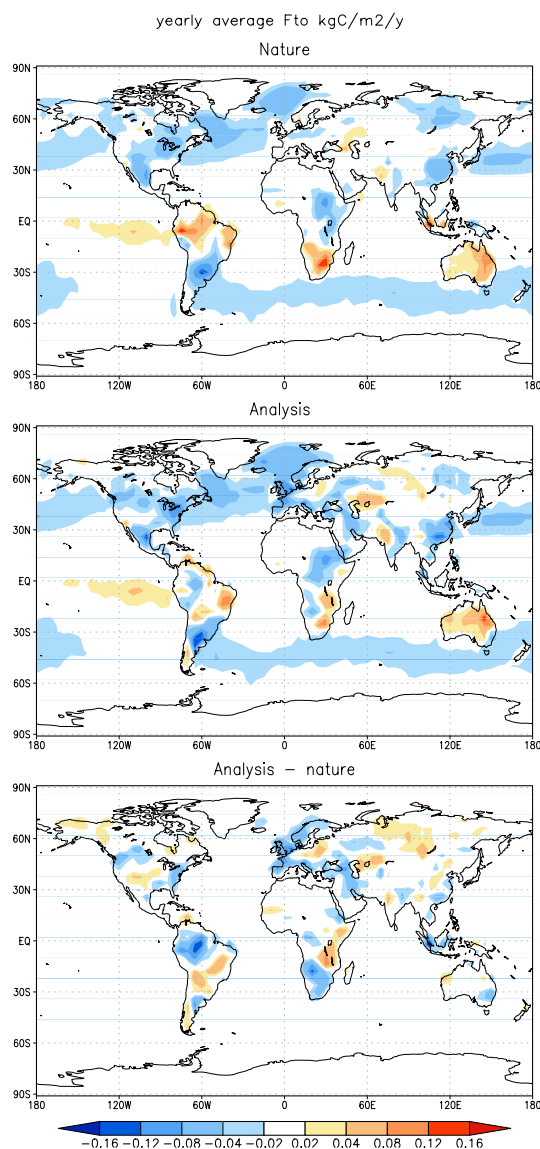 yearly average Fto kgC/m2/y
Nature
90N
60N
30N
EQ
30S
60S
90S
180 120W 60W 0 60E 120E 180
Analysis
90N
60N
30N
EQ
30S
60S
90S
180 120W 60W 0 60E 120E 180
Analysis - nature
90N
60N
30N
EQ
30S
60S
90S
180 120W 60W 0 60E 120E 180
-0.16 -0.12 -0.08 -0.04 -0.02 0.02 0.04 0.08 0.12 0.16